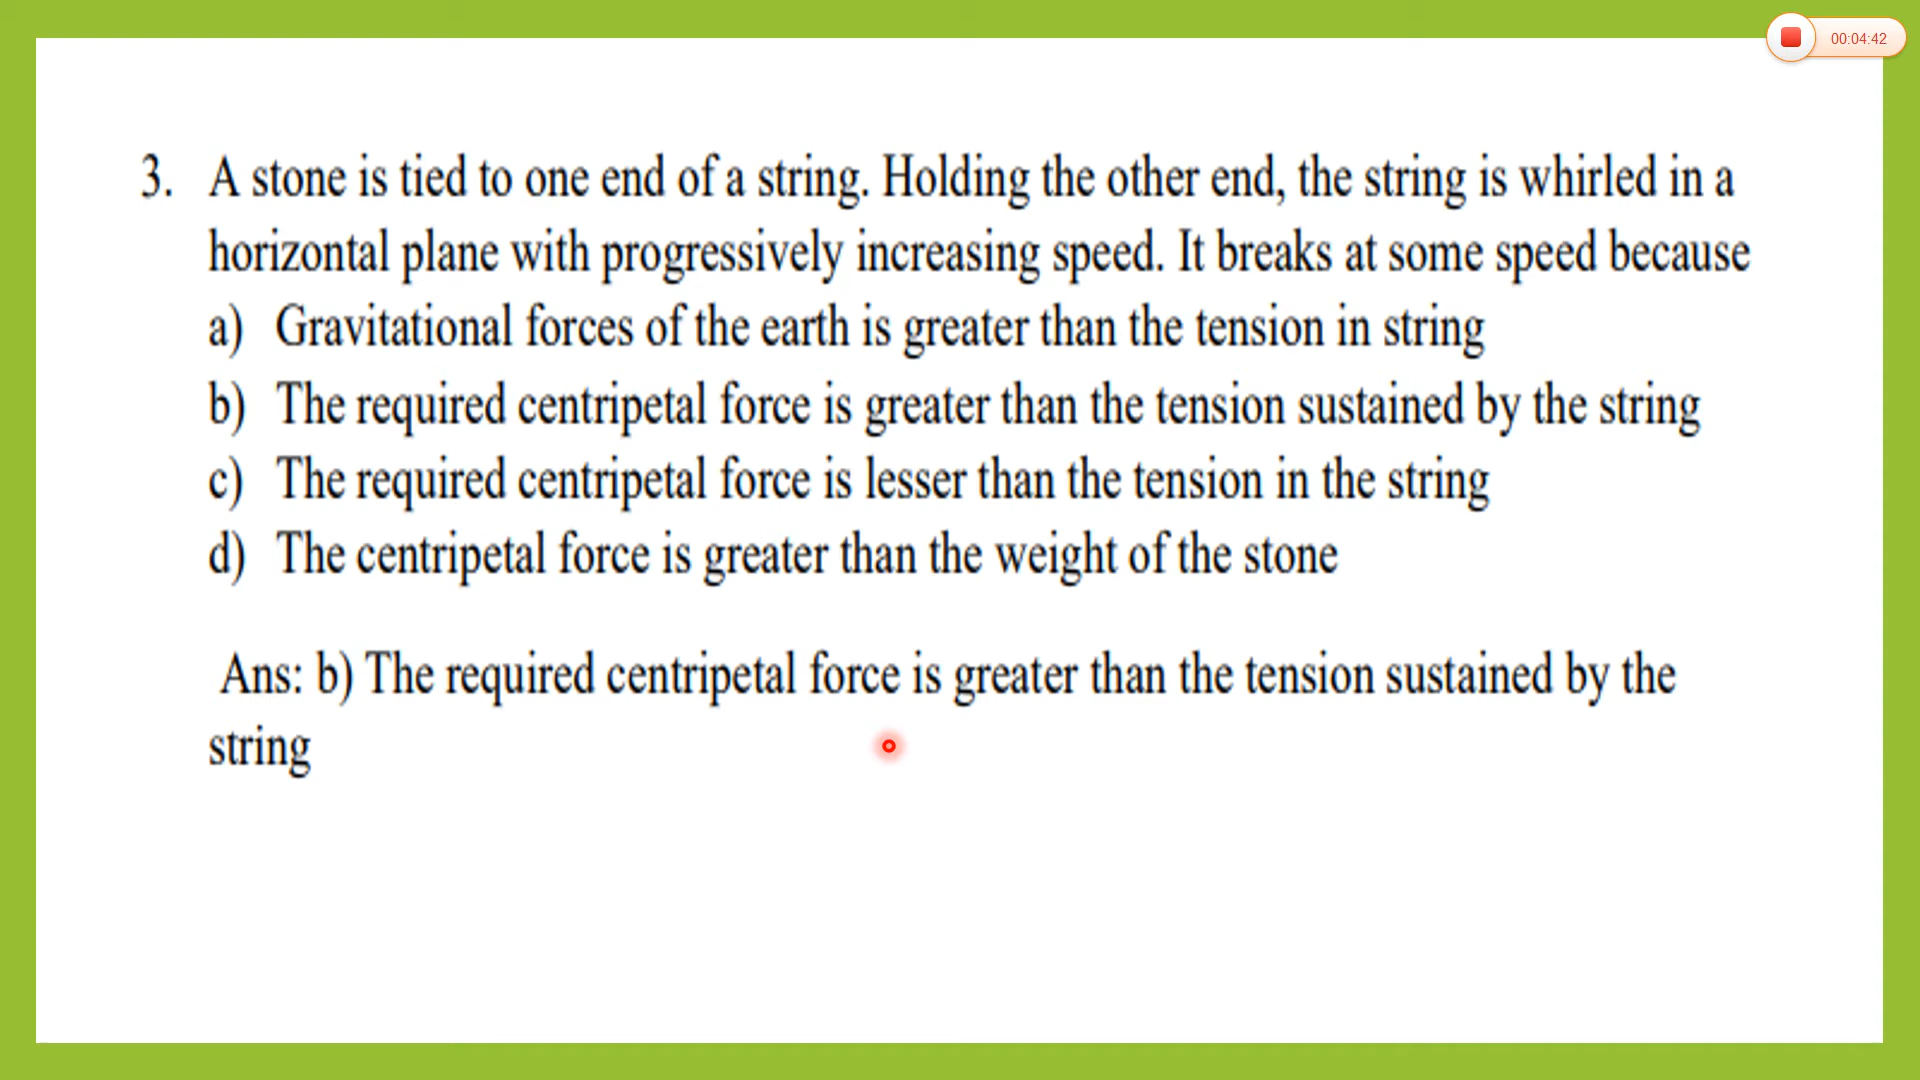 00:04:42
3. A stone is tied to one end of a string. Holding the other end, the string is whirled in a
horizontal plane with progressively increasing speed. It breaks at some speed because
a) Gravitational forces of the earth is greater than the tension in string
b) The required centripetal force is greater than the tension sustained by the string
c) The required centripetal force is lesser than the tension in the string
d) The centripetal force is greater than the weight of the stone
Ans: b) The required centripetal force is greater than the tension sustained by the
string